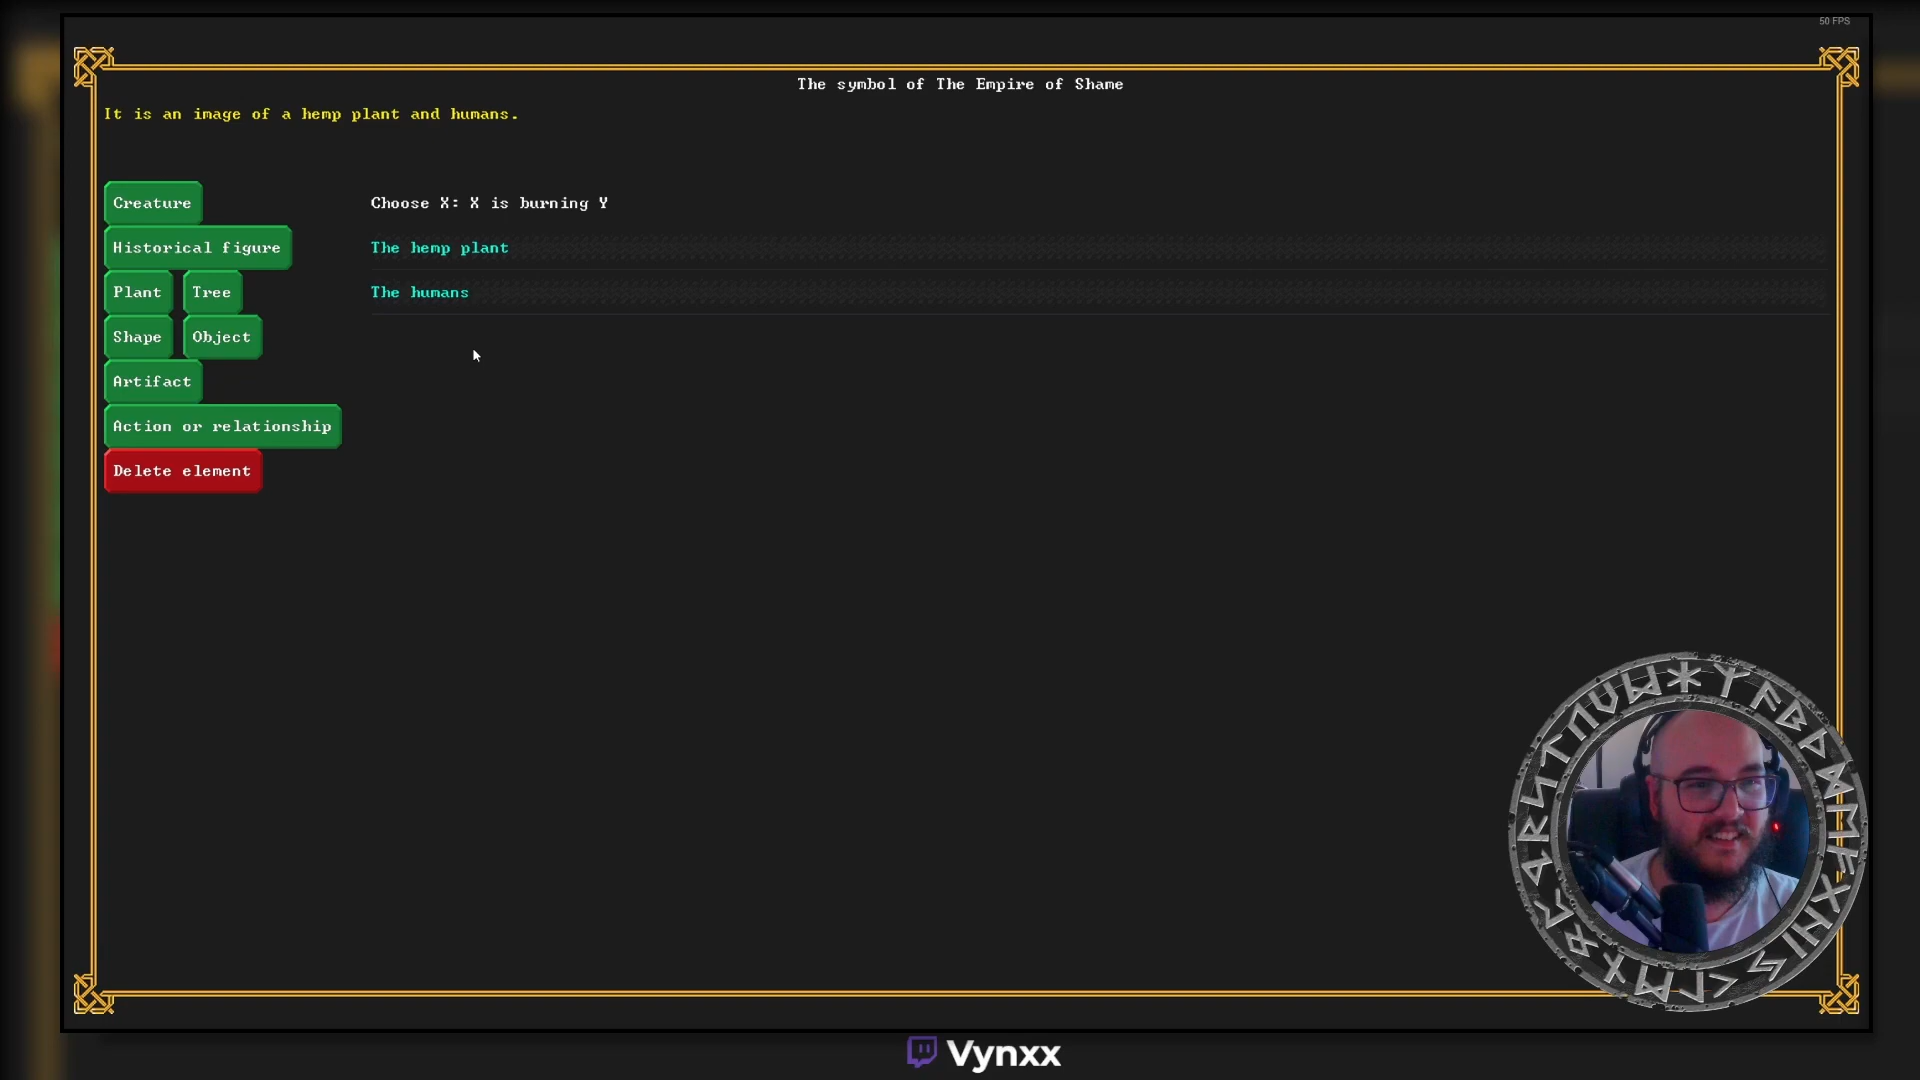 50 FPS
The symbol of The Empire of Shame
It is an image of a hemp plant and humans.
Creature
Choose X: X is burning Y
Historical figure
The hemp plant
Plant Tree
The humans
Shape Object
Artifact
Action or relationship
Delete element
Vynxx